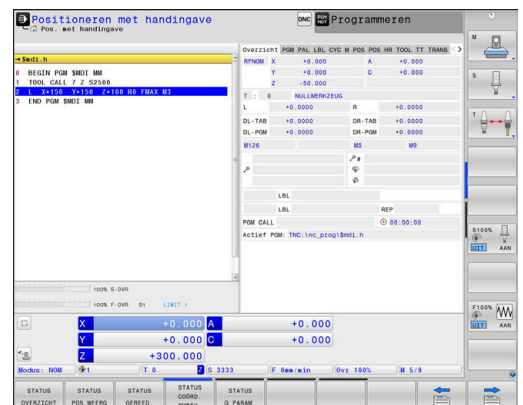 Positioneren met handingave
Pos. met handingave
DNC
Programmeren
→$mdi.h
0 BEGIN PGM $MDI MM
1 TOOL CALL 7 Z S2500
2 L X+150 Y+150 Z+100 R0 FMAX M3
3 END PGM $MDI MM
Overzicht PGM PAL LBL CYC M POS POS HR TOOL TT TRANS
RFNOM X +0.000 A +0.000
Y +0.000 C +0.000
Z -50.000
T : 0 NULLWERKZEUG
L +0.0000 R +0.0000
DL-TAB +0.0000 DR-TAB +0.0000
DL-PGM +0.0000 DR-PGM +0.0000
M126 M5 M9
P
P#
LBL
LBL REP
PGM CALL 00:00:00
Actief PGM: TNC:\nc_prog\$mdi.h
100% S-OVR
100% F-OVR S1 LIMIT 1
X +0.000 A +0.000
Y +0.000 C +0.000
Z +300.000
Modus: NOM 1 T 0 Z S 3333 F 0mm/min Ovr 100% M 5/9
STATUS OVERZICHT
STATUS POS.WEERG
STATUS GEREED.
STATUS COÖRD.
STATUS Q PARAM.
M
S
T
S100%
UIT AAN
F100%
UIT AAN